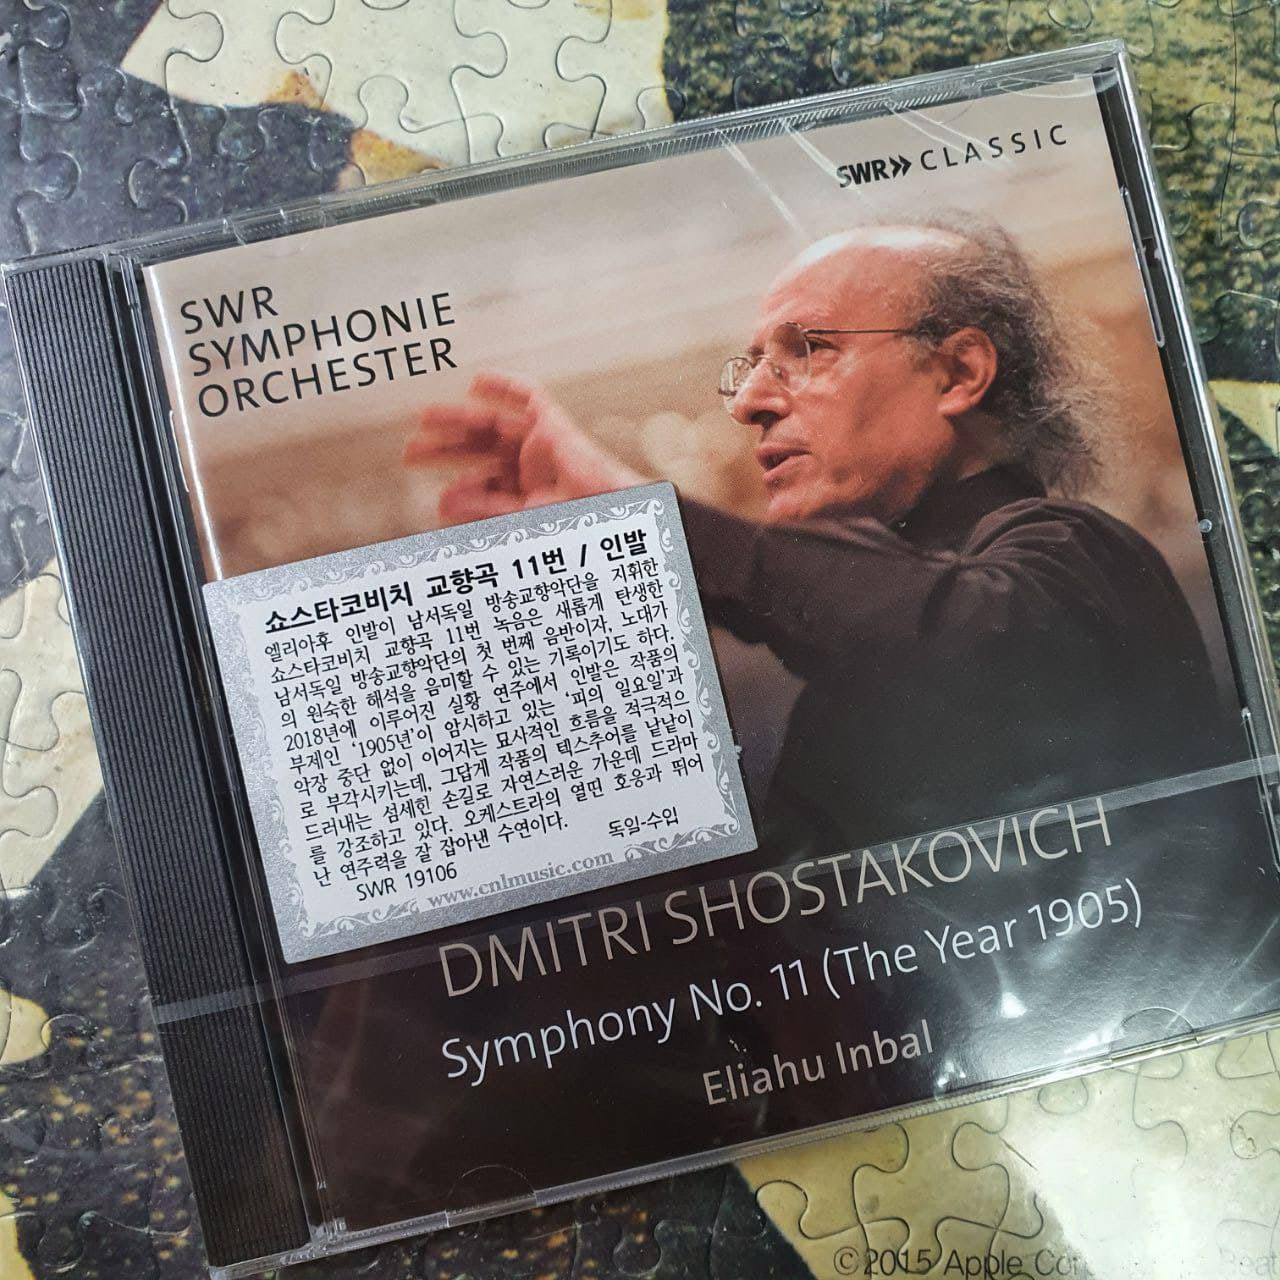 SWR» CLASSIC
SWR
SYMPHONIE
ORCHESTER
쇼스타코비치 교향곡 11번 / 인발
엘리아후 인발이 남서독일 방송교향악단을 지휘한
쇼스타코비치 교향곡 11번 녹음은 새롭게 탄생한
남서독일 방송교향악단의 첫 번째 음반이자, 노대가
의 원숙한 해석을 음미할 수 있는 기록이기도 하다.
2018년에 이루어진 실황 연주에서 인발은 작품의
부제인 '1905년'이 암시하고 있는 '피의 일요일'과
악장 중단 없이 이어지는 묘사적인 흐름을 적극적으
로 부각시키는데, 그답게 작품의 텍스추어를 낱낱이
드러내는 섬세힌 손길로 자연스러운 가운데 드라마
를 강조하고 있다. 오케스트라의 열띤 호응과 뛰어
난 연주력을 잘 잡아낸 수연이다. 독일-수입
SWR 19106
www.cnlmusic.com
DMITRI SHOSTAKOVICH
Symphony No. 11 (The Year 1905)
Eliahu Inbal
©2015 Apple